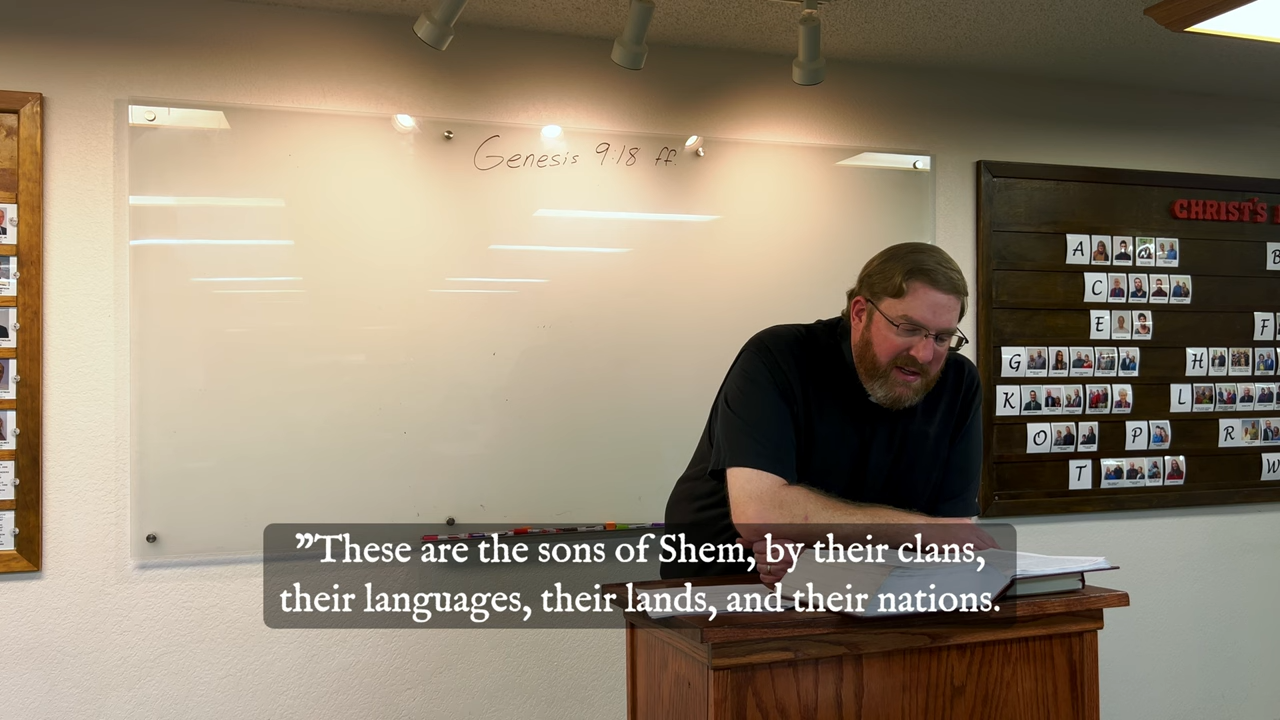 Genesis 9:18 ff.
CHRIST'S
A
B
C
E
F
G
H
K
L
O
P
R
T
W
"These are the sons of Shem, by their clans,
their languages, their lands, and their nations.